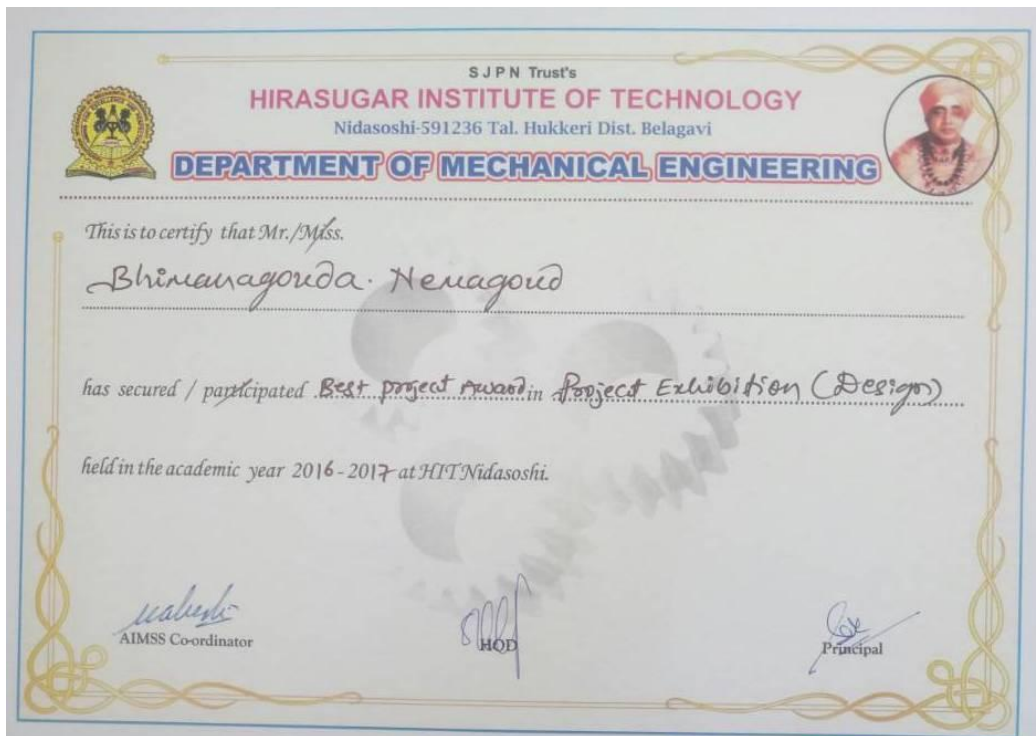 S J P N Trust's
HIRASUGAR INSTITUTE OF TECHNOLOGY
Nidasoshi-591236 Tal. Hukkeri Dist. Belagavi
DEPARTMENT OF MECHANICAL ENGINEERING
This is to certify that Mr./Miss.
Bhimanagouda. Nemagoud
has secured / participated Best project Award in Project Exhibition (Design)
held in the academic year 2016-2017 at HIT Nidasoshi.
AIMSS Co-ordinator
HOD
Principal